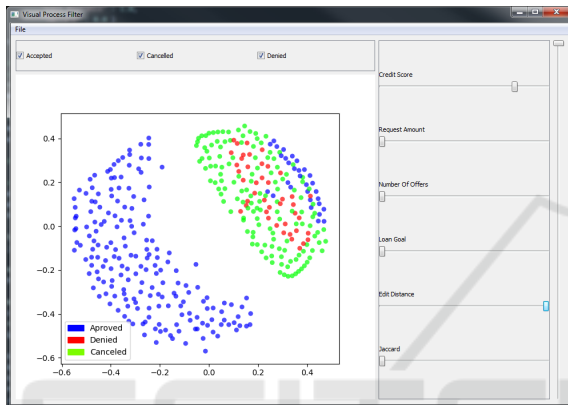 Visual Process Filter
File
Accepted
Cancelled
Denied
Credit Score
Request Amount
Number Of Offers
Loan Goal
Edit Distance
Jaccard
0.4
0.2
0.0
−0.2
−0.4
−0.6
Aproved
Denied
Canceled
−0.6
−0.4
−0.2
0.0
0.2
0.4